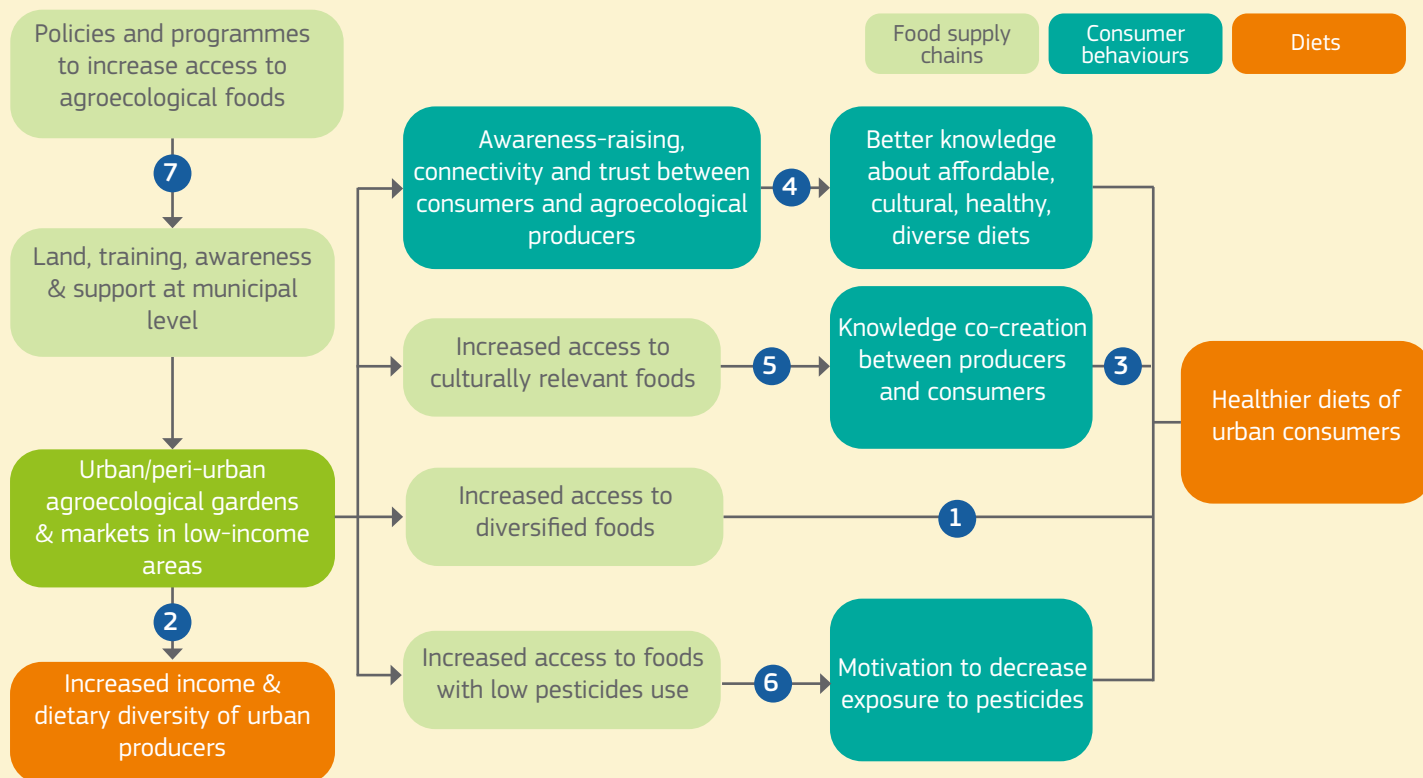 Policies and programmes
to increase access to
agroecological foods
Food supply
chains
Consumer
behaviours
Diets
7
Land, training, awareness
& support at municipal
level
Urban/peri-urban
agroecological gardens
& markets in low-income
areas
2
Increased income &
dietary diversity of urban
producers
Awareness-raising,
connectivity and trust between
consumers and agroecological
producers
4
Better knowledge
about affordable,
cultural, healthy,
diverse diets
Increased access to
culturally relevant foods
5
Knowledge co-creation
between producers
and consumers
3
Increased access to
diversified foods
1
Increased access to foods
with low pesticides use
6
Motivation to decrease
exposure to pesticides
Healthier diets of
urban consumers